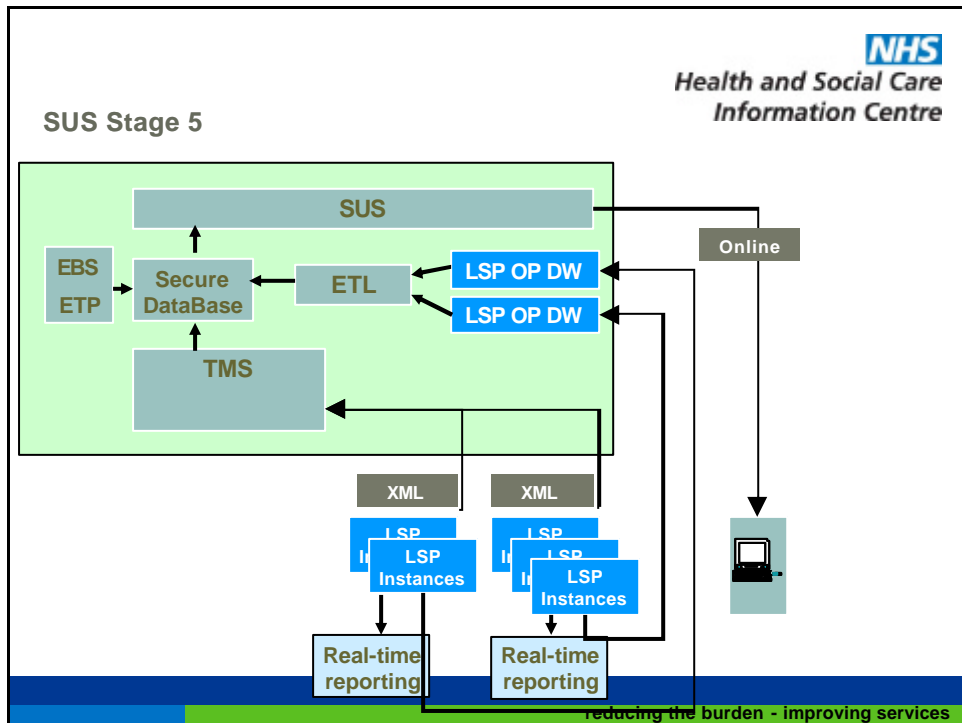 NHS
Health and Social Care
Information Centre
SUS Stage 5
SUS
Online
EBS
ETP
Secure
DataBase
ETL
LSP OP DW
LSP OP DW
TMS
XML
XML
LSP
LSP
Instances
LSP
LSP
LSP
Instances
Real-time
reporting
Real-time
reporting
reducing the burden - improving services